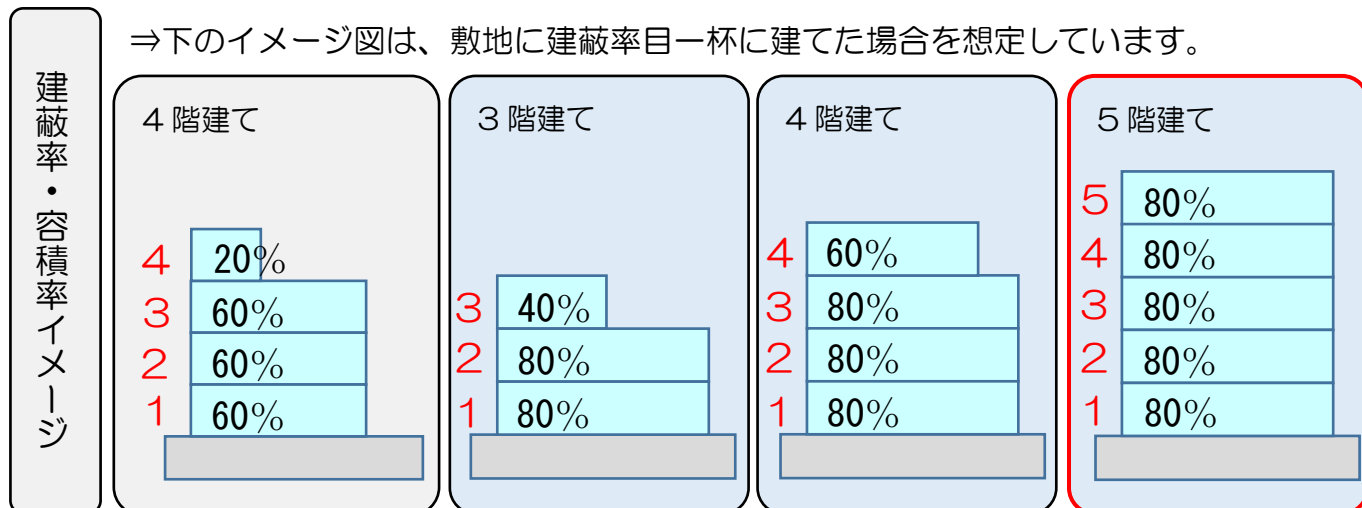 建蔽率・容積率イメージ
⇒下のイメージ図は、敷地に建蔽率目一杯に建てた場合を想定しています。
4階建て
4 20%
3 60%
2 60%
1 60%
3階建て
3 40%
2 80%
1 80%
4階建て
4 60%
3 80%
2 80%
1 80%
5階建て
5 80%
4 80%
3 80%
2 80%
1 80%